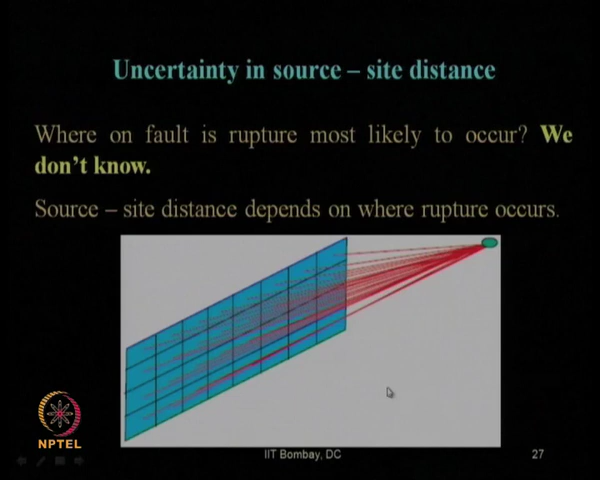 Uncertainty in source – site distance
Where on fault is rupture most likely to occur? We
don't know.
Source – site distance depends on where rupture occurs.
NPTEL
IIT Bombay, DC
27